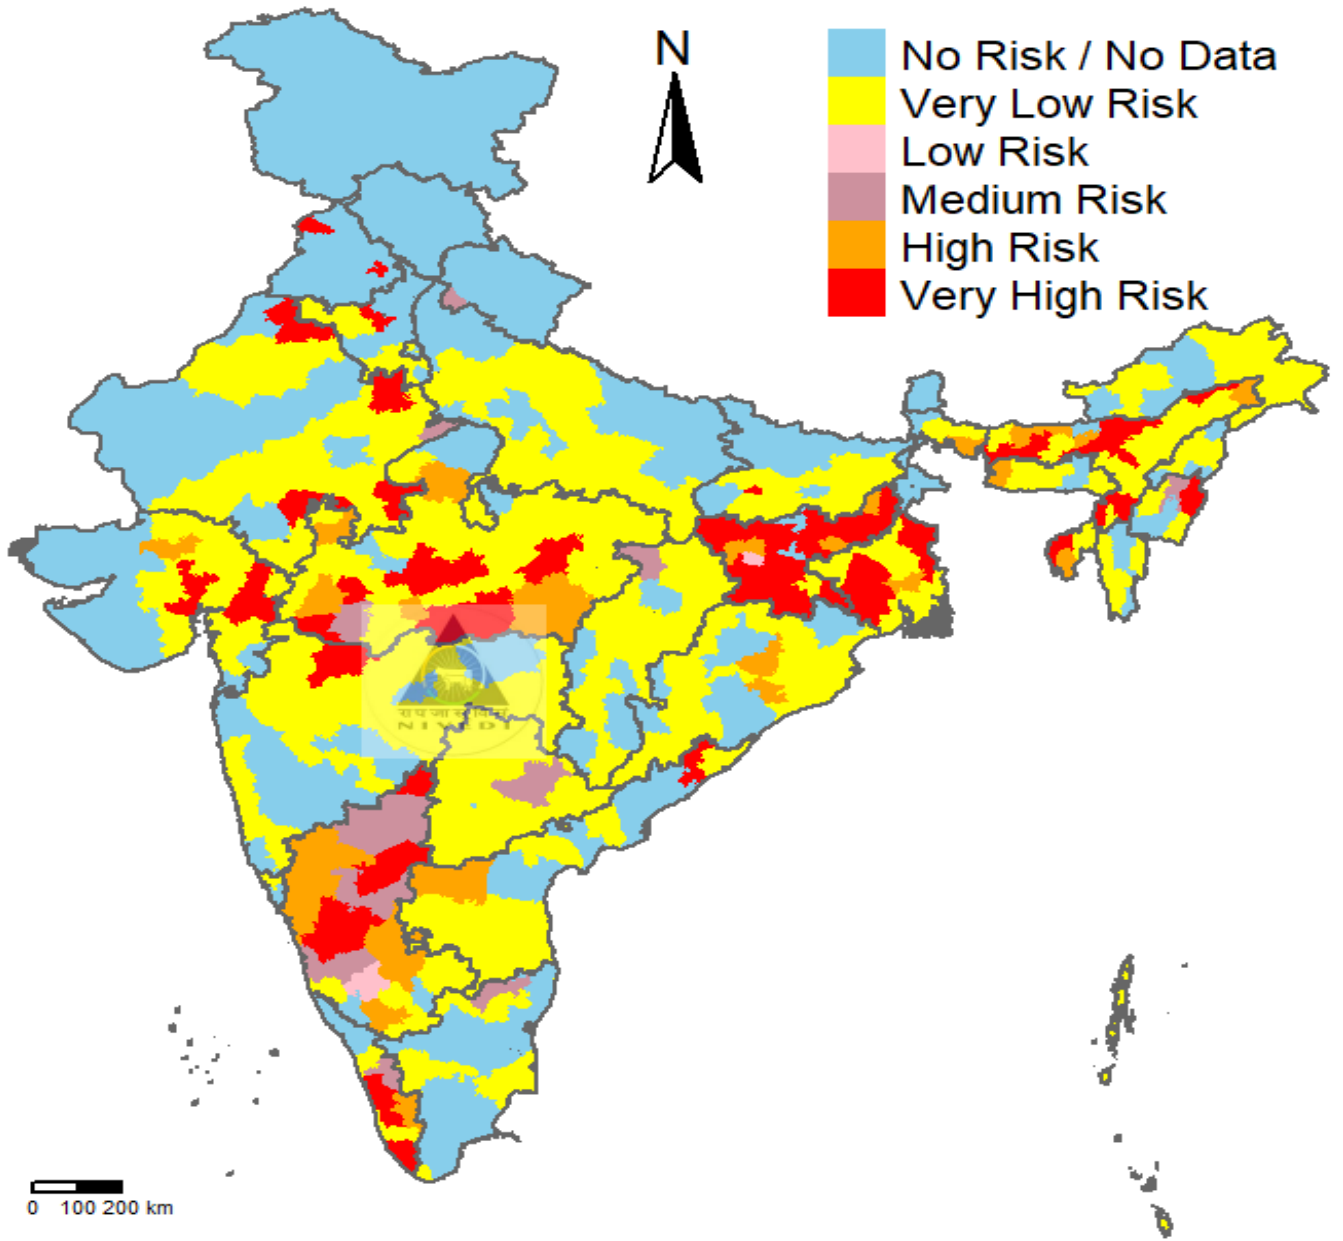 N
No Risk / No Data
Very Low Risk
Low Risk
Medium Risk
High Risk
Very High Risk
NIVEDI
0 100 200 km